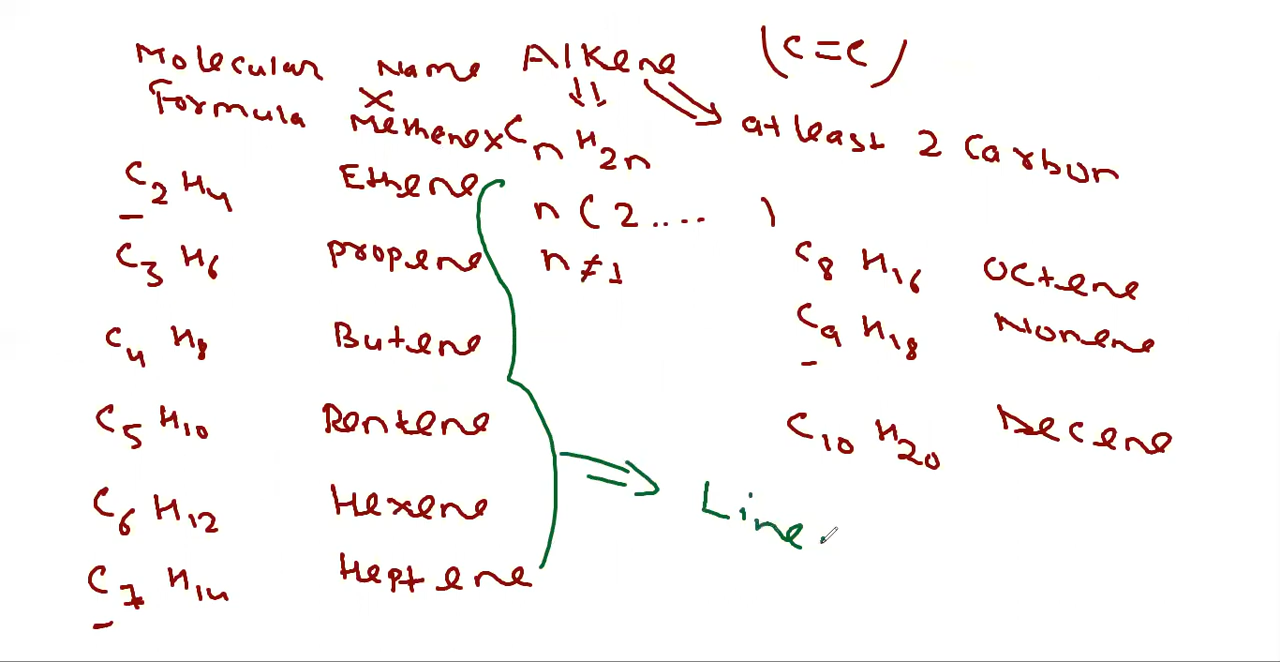 Molecular Formula Name Alkene (C=C)
× ⇓ ⇒ at least 2 Carbon
Methene× CnH2n
C2H4 Ethene n (2 .... )
C3H6 propene n≠1
C4H8 Butene
C5H10 Pentene
C6H12 Hexene
C7H14 Heptene
C8H16 Octene
C9H18 Nonene
C10H20 Decene
⇒ Line